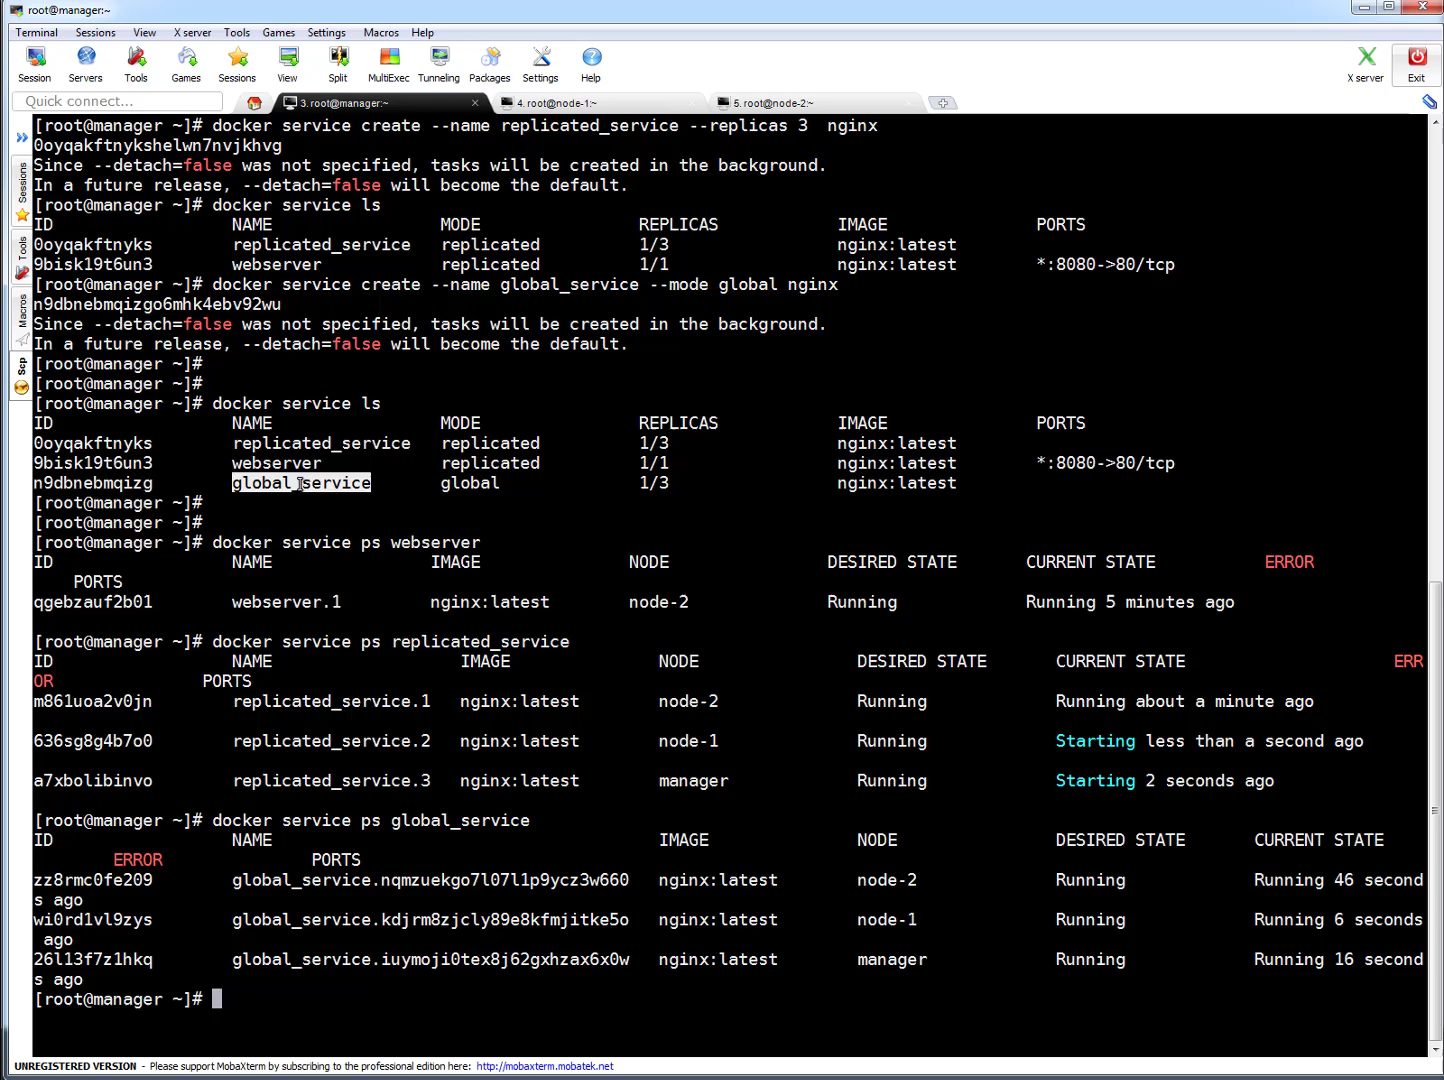 root@manager:~
Terminal Sessions View X server Tools Games Settings Macros Help
Session Servers Tools Games Sessions View Split MultiExec Tunneling Packages Settings Help X server Exit
Quick connect... 3. root@manager:~ 4. root@node-1:~ 5. root@node-2:~
Sessions
Tools
Macros
Scp
[root@manager ~]# docker service create --name replicated_service --replicas 3  nginx
0oyqakftnykshelwn7nvjkhvg
Since --detach=false was not specified, tasks will be created in the background.
In a future release, --detach=false will become the default.
[root@manager ~]# docker service ls
ID NAME MODE REPLICAS IMAGE PORTS
0oyqakftnyks replicated_service replicated 1/3 nginx:latest
9bisk19t6un3 webserver replicated 1/1 nginx:latest *:8080->80/tcp
[root@manager ~]# docker service create --name global_service --mode global nginx
n9dbnebmqizgo6mhk4ebv92wu
Since --detach=false was not specified, tasks will be created in the background.
In a future release, --detach=false will become the default.
[root@manager ~]#
[root@manager ~]#
[root@manager ~]# docker service ls
ID NAME MODE REPLICAS IMAGE PORTS
0oyqakftnyks replicated_service replicated 1/3 nginx:latest
9bisk19t6un3 webserver replicated 1/1 nginx:latest *:8080->80/tcp
n9dbnebmqizg global_service global 1/3 nginx:latest
[root@manager ~]#
[root@manager ~]#
[root@manager ~]# docker service ps webserver
ID NAME IMAGE NODE DESIRED STATE CURRENT STATE ERROR
PORTS
qgebzauf2b01 webserver.1 nginx:latest node-2 Running Running 5 minutes ago
[root@manager ~]# docker service ps replicated_service
ID NAME IMAGE NODE DESIRED STATE CURRENT STATE ERR
OR PORTS
m861uoa2v0jn replicated_service.1 nginx:latest node-2 Running Running about a minute ago
636sg8g4b7o0 replicated_service.2 nginx:latest node-1 Running Starting less than a second ago
a7xbolibinvo replicated_service.3 nginx:latest manager Running Starting 2 seconds ago
[root@manager ~]# docker service ps global_service
ID NAME IMAGE NODE DESIRED STATE CURRENT STATE
ERROR PORTS
zz8rmc0fe209 global_service.nqmzuekgo7l07l1p9ycz3w660 nginx:latest node-2 Running Running 46 second
s ago
wi0rd1vl9zys global_service.kdjrm8zjcly89e8kfmjitke5o nginx:latest node-1 Running Running 6 seconds
ago
26l13f7z1hkq global_service.iuymoji0tex8j62gxhzax6x0w nginx:latest manager Running Running 16 second
s ago
[root@manager ~]#
UNREGISTERED VERSION - Please support MobaXterm by subscribing to the professional edition here: http://mobaxterm.mobatek.net